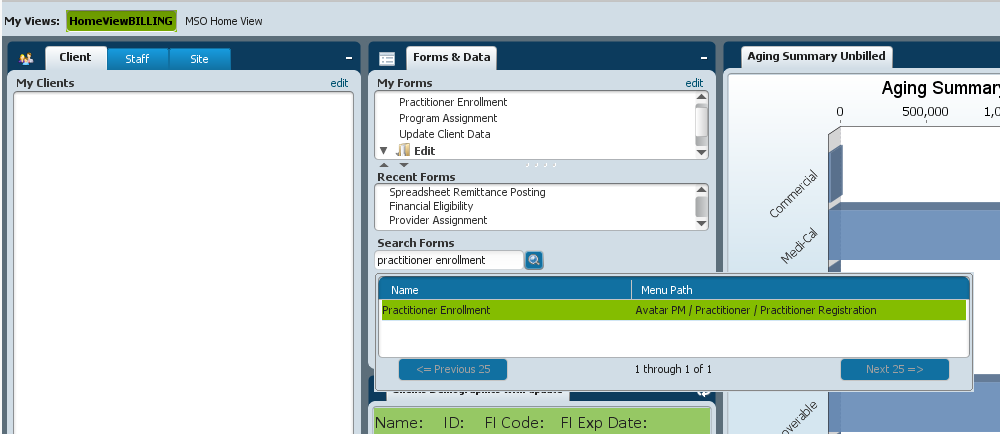 My Views: HomeViewBILLING MSO Home View
Client Staff Site
My Clients edit
Forms & Data
My Forms edit
Practitioner Enrollment
Program Assignment
Update Client Data
Edit
Recent Forms
Spreadsheet Remittance Posting
Financial Eligibility
Provider Assignment
Search Forms
practitioner enrollment
Name Menu Path
Practitioner Enrollment Avatar PM / Practitioner / Practitioner Registration
<= Previous 25 1 through 1 of 1 Next 25 =>
Name: ID: FI Code: FI Exp Date:
Aging Summary Unbilled
Aging Summary
0 500,000
Commercial
Medi-Cal